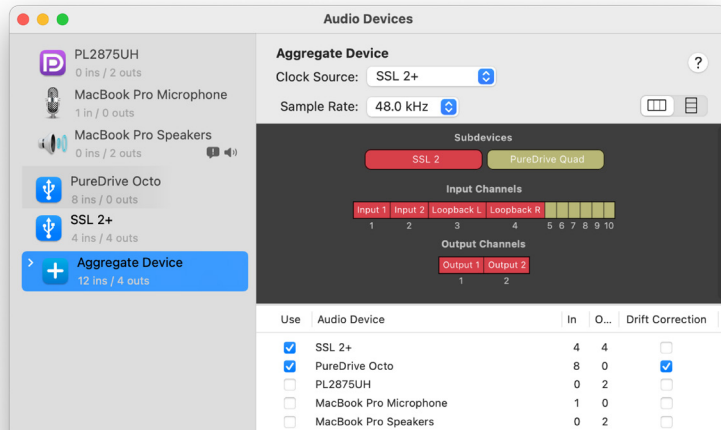 Audio Devices
PL2875UH
0 ins / 2 outs
MacBook Pro Microphone
1 in / 0 outs
MacBook Pro Speakers
0 ins / 2 outs
PureDrive Octo
8 ins / 0 outs
SSL 2+
4 ins / 4 outs
Aggregate Device
12 ins / 4 outs
Aggregate Device
?
Clock Source: SSL 2+
Sample Rate: 48.0 kHz
Subdevices
SSL 2 PureDrive Quad
Input Channels
Input 1 Input 2 Loopback L Loopback R
1 2 3 4 5 6 7 8 9 10
Output Channels
Output 1 Output 2
1 2
Use Audio Device In O... Drift Correction
SSL 2+ 4 4
PureDrive Octo 8 0
PL2875UH 0 2
MacBook Pro Microphone 1 0
MacBook Pro Speakers 0 2